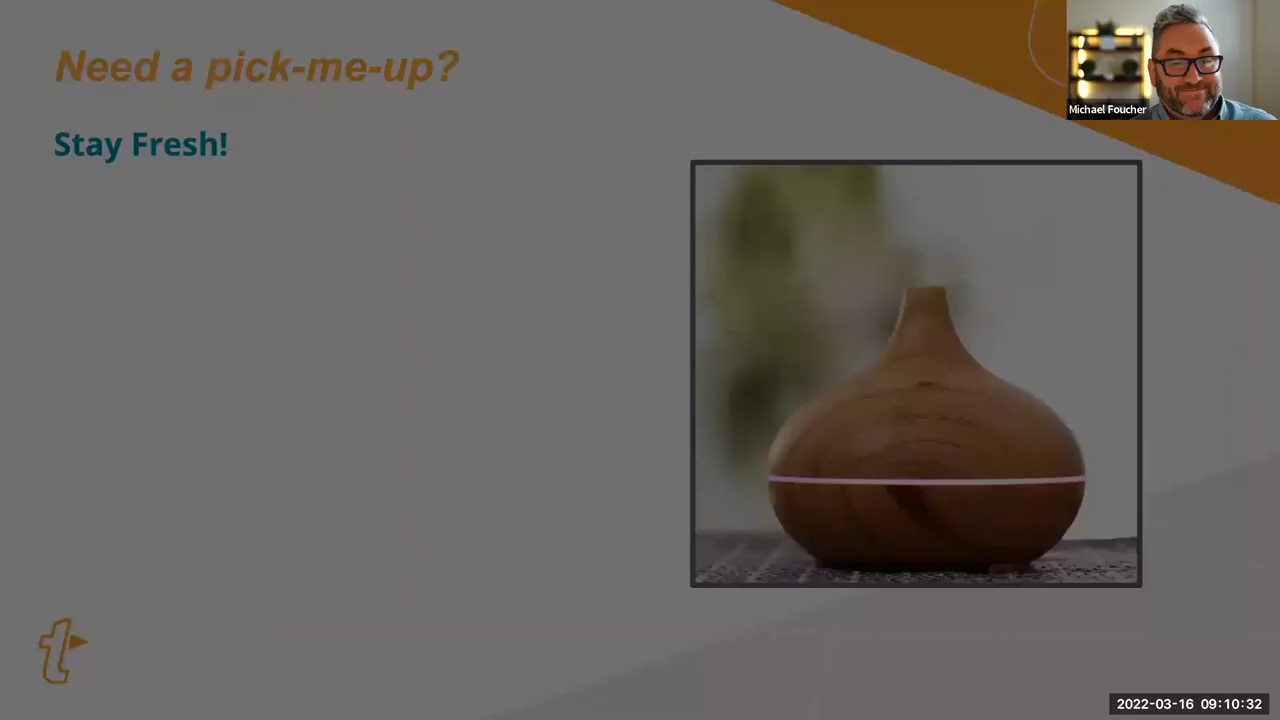 Need a pick-me-up?
Stay Fresh!
Michael Foucher
t
2022-03-16 09:10:32